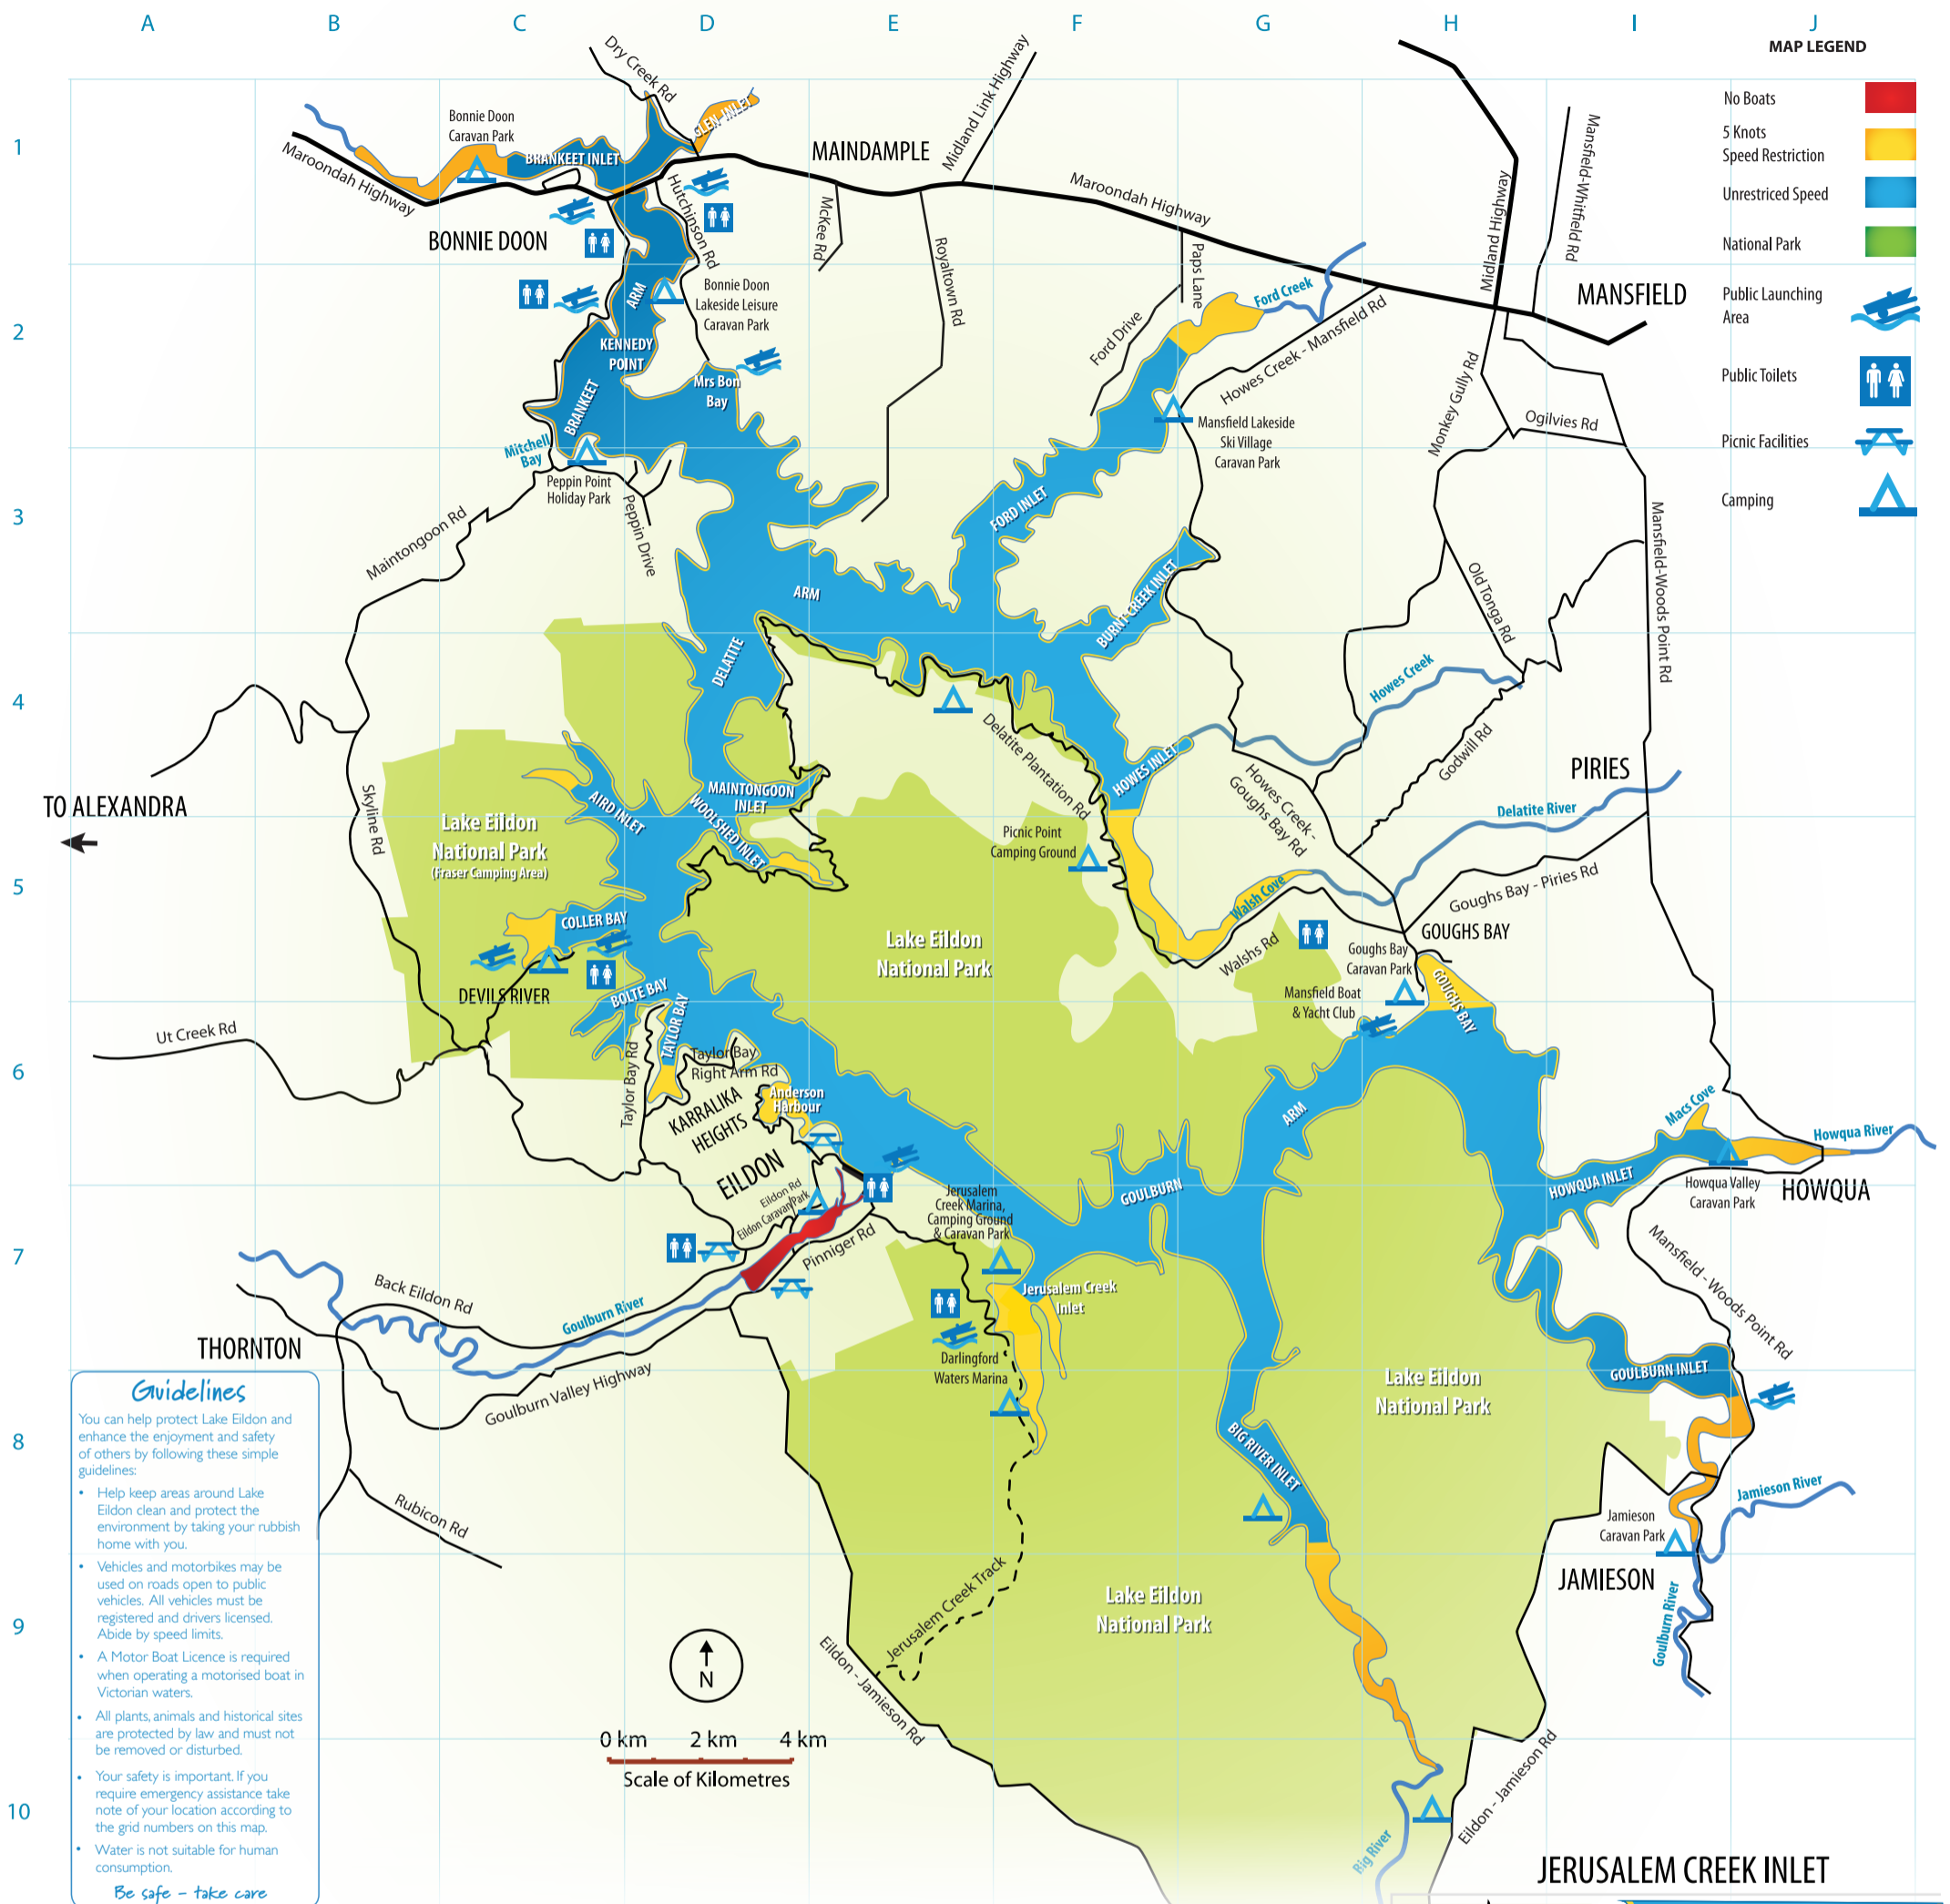 A B C D E F G H I J
MAP LEGEND
No Boats
5 Knots
Speed Restriction
Unrestriced Speed
National Park
Public Launching
Area
Public Toilets
Picnic Facilities
Camping
1
2
3
4
5
6
7
8
9
10
Dry Creek Rd
GLEN INLET
Bonnie Doon
Caravan Park
BRANKEET INLET
Maroondah Highway
MAINDAMPLE
Midland Link Highway
Maroondah Highway
Midland Highway
Mansfield-Whitfield Rd
BONNIE DOON
Hutchinson Rd
McKee Rd
Royaltown Rd
Paps Lane
Ford Creek
MANSFIELD
ARM
Bonnie Doon
Lakeside Leisure
Caravan Park
Ford Drive
Howes Creek - Mansfield Rd
KENNEDY
POINT
Mrs Bon
Bay
BRANKEET
Monkey Gully Rd
Ogilvies Rd
Mansfield Lakeside
Ski Village
Caravan Park
Mitchell
Bay
Peppin Point
Holiday Park
Peppin Drive
Maintongoon Rd
FORD INLET
Mansfield-Woods Point Rd
ARM
BURNT CREEK INLET
Old Tonga Rd
DELATITE
Howes Creek
Delatite Plantation Rd
HOWES INLET
Godwill Rd
PIRIES
Howes Creek -
Goughs Bay Rd
Delatite River
TO ALEXANDRA
Skyline Rd
AIRD INLET
MAINTONGOON
INLET
WOOLSHED INLET
Lake Eildon
National Park
(Fraser Camping Area)
Picnic Point
Camping Ground
Walsh Cove
Goughs Bay - Piries Rd
COLLER BAY
Lake Eildon
National Park
Walshs Rd
GOUGHS BAY
Goughs Bay
Caravan Park
GOUGHS BAY
Mansfield Boat
& Yacht Club
DEVILS RIVER
BOLTE BAY
TAYLOR BAY
Ut Creek Rd
Taylor Bay Rd
Taylor Bay
Right Arm Rd
KARRALIKA
HEIGHTS
Anderson
Harbour
ARM
Macs Cove
Howqua River
EILDON
Eildon Rd
Eildon Caravan Park
Jerusalem
Creek Marina,
Camping Ground
& Caravan Park
GOULBURN
HOWQUA INLET
Howqua Valley
Caravan Park
HOWQUA
Pinniger Rd
Back Eildon Rd
Goulburn River
Jerusalem Creek
Inlet
Mansfield - Woods Point Rd
THORNTON
Goulburn Valley Highway
Darlingford
Waters Marina
Lake Eildon
National Park
GOULBURN INLET
BIG RIVER INLET
Rubicon Rd
Jamieson River
Jamieson
Caravan Park
JAMIESON
Goulburn River
Jerusalem Creek Track
Lake Eildon
National Park
Eildon - Jamieson Rd
N
0 km 2 km 4 km
Scale of Kilometres
Eildon - Jamieson Rd
Big River
JERUSALEM CREEK INLET
Guidelines
You can help protect Lake Eildon and
enhance the enjoyment and safety
of others by following these simple
guidelines:
• Help keep areas around Lake
Eildon clean and protect the
environment by taking your rubbish
home with you.
• Vehicles and motorbikes may be
used on roads open to public
vehicles. All vehicles must be
registered and drivers licensed.
Abide by speed limits.
• A Motor Boat Licence is required
when operating a motorised boat in
Victorian waters.
• All plants, animals and historical sites
are protected by law and must not
be removed or disturbed.
• Your safety is important. If you
require emergency assistance take
note of your location according to
the grid numbers on this map.
• Water is not suitable for human
consumption.
Be safe – take care